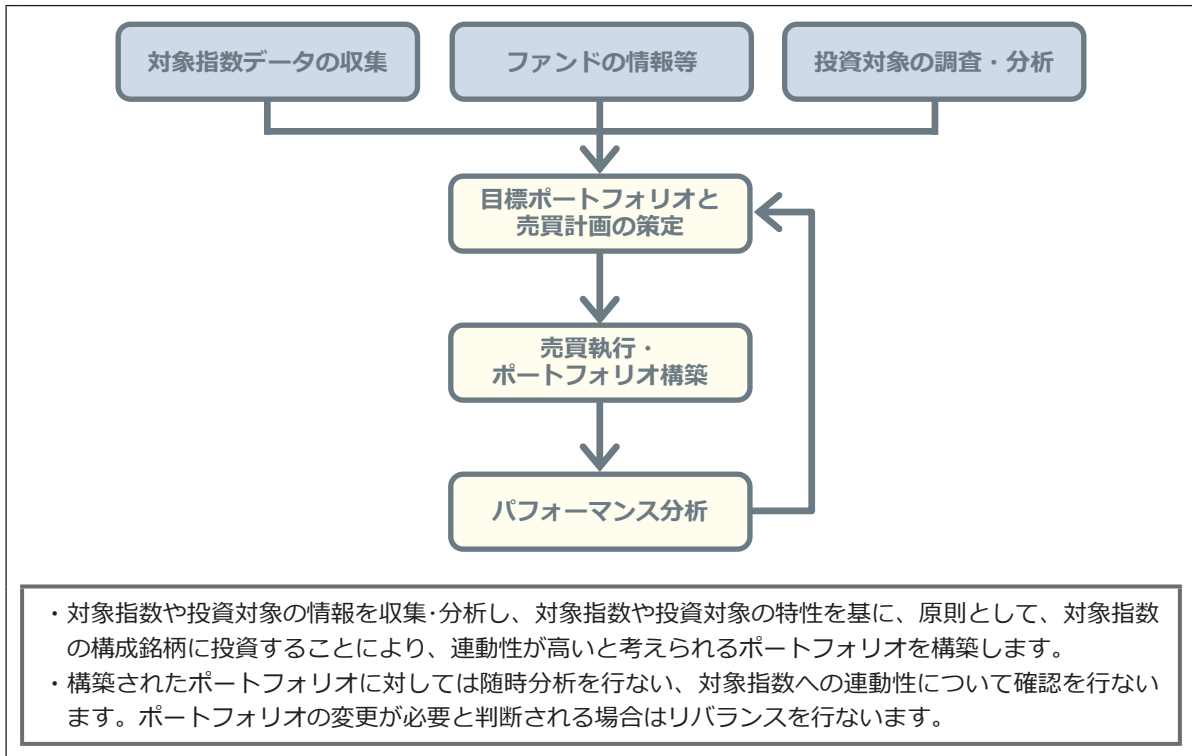 対象指数データの収集
ファンドの情報等
投資対象の調査・分析
目標ポートフォリオと
売買計画の策定
売買執行・
ポートフォリオ構築
パフォーマンス分析
・対象指数や投資対象の情報を収集･分析し、対象指数や投資対象の特性を基に、原則として、対象指数
の構成銘柄に投資することにより、連動性が高いと考えられるポートフォリオを構築します。
・構築されたポートフォリオに対しては随時分析を行ない、対象指数への連動性について確認を行ない
ます。ポートフォリオの変更が必要と判断される場合はリバランスを行ないます。